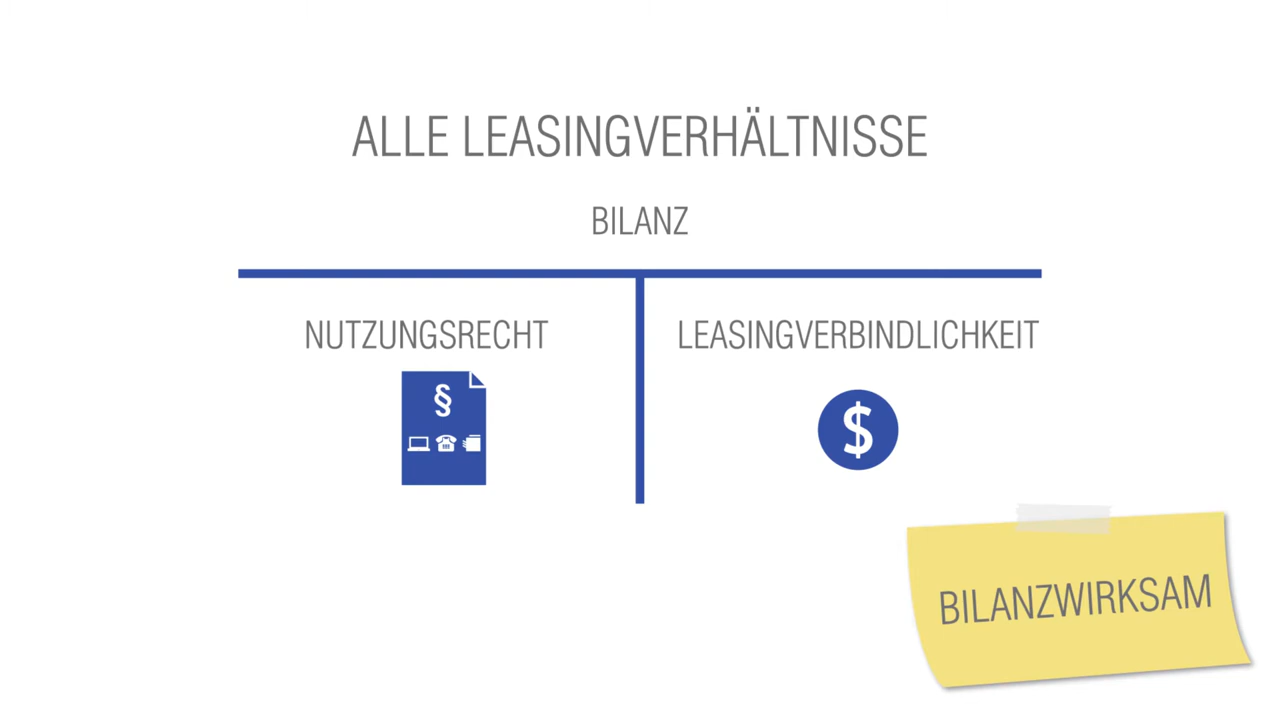 ALLE LEASINGVERHÄLTNISSE
BILANZ
NUTZUNGSRECHT
LEASINGVERBINDLICHKEIT
§
$
BILANZWIRKSAM